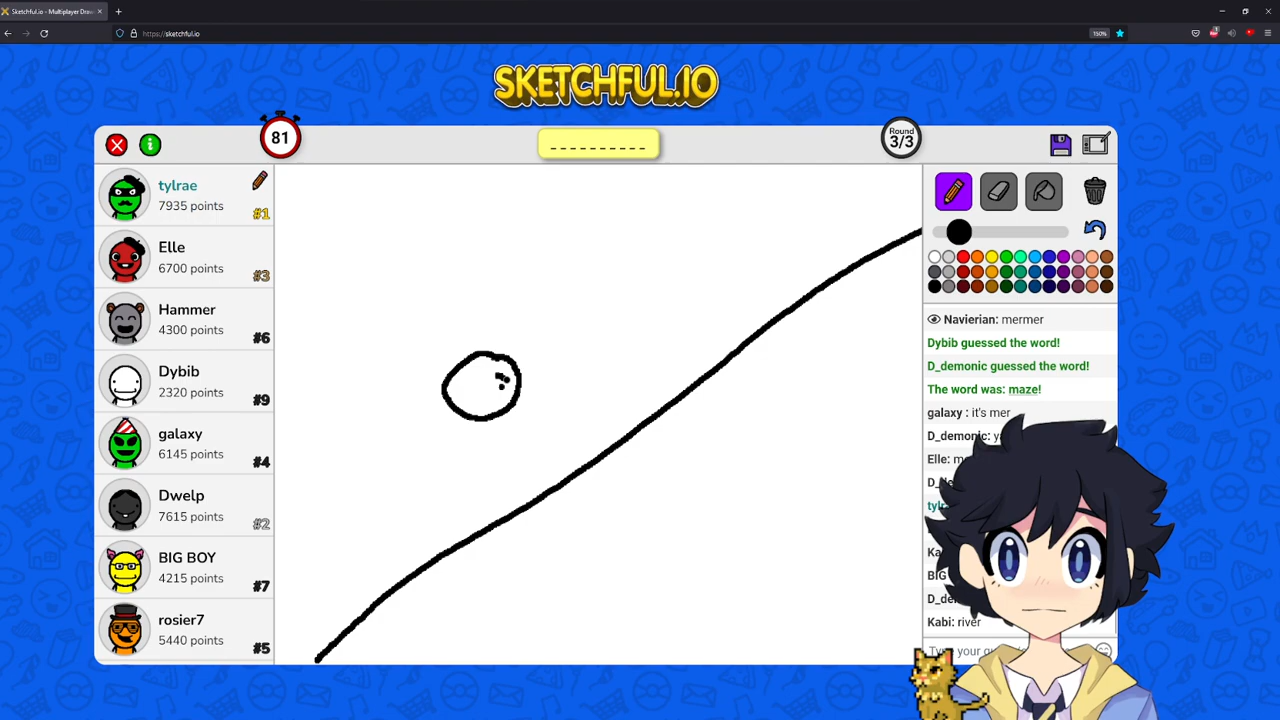 Sketchful.io - Multiplayer Draw
https://sketchful.io
150%
SKETCHFUL.IO
81
_ _ _ _ _ _ _ _ _ _
Round
3/3
tylrae
7935 points
#1
Elle
6700 points
#3
Hammer
4300 points
#6
Dybib
2320 points
#9
galaxy
6145 points
#4
Dwelp
7615 points
#2
BIG BOY
4215 points
#7
rosier7
5440 points
#5
Navierian: mermer
Dybib guessed the word!
D_demonic guessed the word!
The word was: maze!
galaxy : it's mer
D_demonic:
Elle:
Kabi: river
Type your